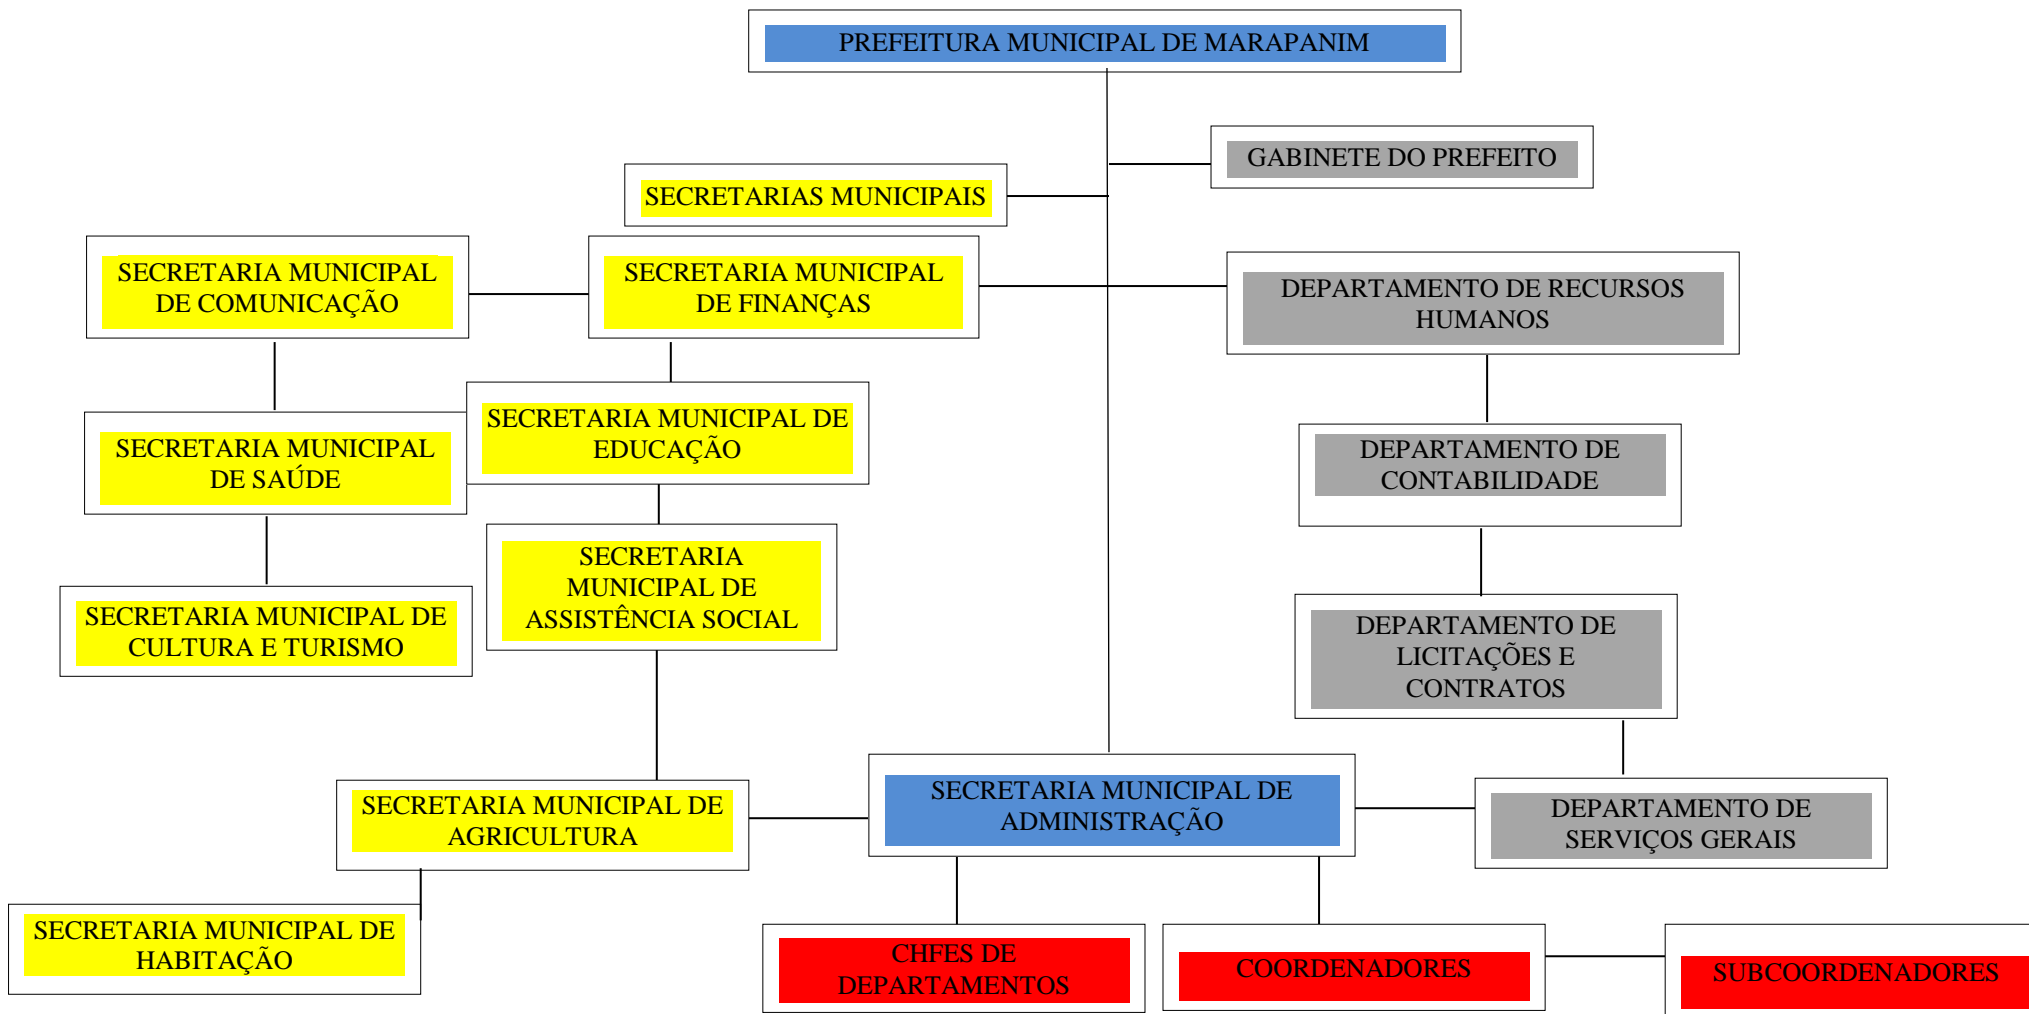 PREFEITURA MUNICIPAL DE MARAPANIM
GABINETE DO PREFEITO
SECRETARIAS MUNICIPAIS
SECRETARIA MUNICIPAL
DE COMUNICAÇÃO
SECRETARIA MUNICIPAL
DE FINANÇAS
DEPARTAMENTO DE RECURSOS
HUMANOS
SECRETARIA MUNICIPAL
DE SAÚDE
SECRETARIA MUNICIPAL DE
EDUCAÇÃO
DEPARTAMENTO DE
CONTABILIDADE
SECRETARIA MUNICIPAL DE
CULTURA E TURISMO
SECRETARIA
MUNICIPAL DE
ASSISTÊNCIA SOCIAL
DEPARTAMENTO DE
LICITAÇÕES E
CONTRATOS
SECRETARIA MUNICIPAL DE
AGRICULTURA
SECRETARIA MUNICIPAL DE
ADMINISTRAÇÃO
DEPARTAMENTO DE
SERVIÇOS GERAIS
SECRETARIA MUNICIPAL DE
HABITAÇÃO
CHFES DE
DEPARTAMENTOS
COORDENADORES
SUBCOORDENADORES